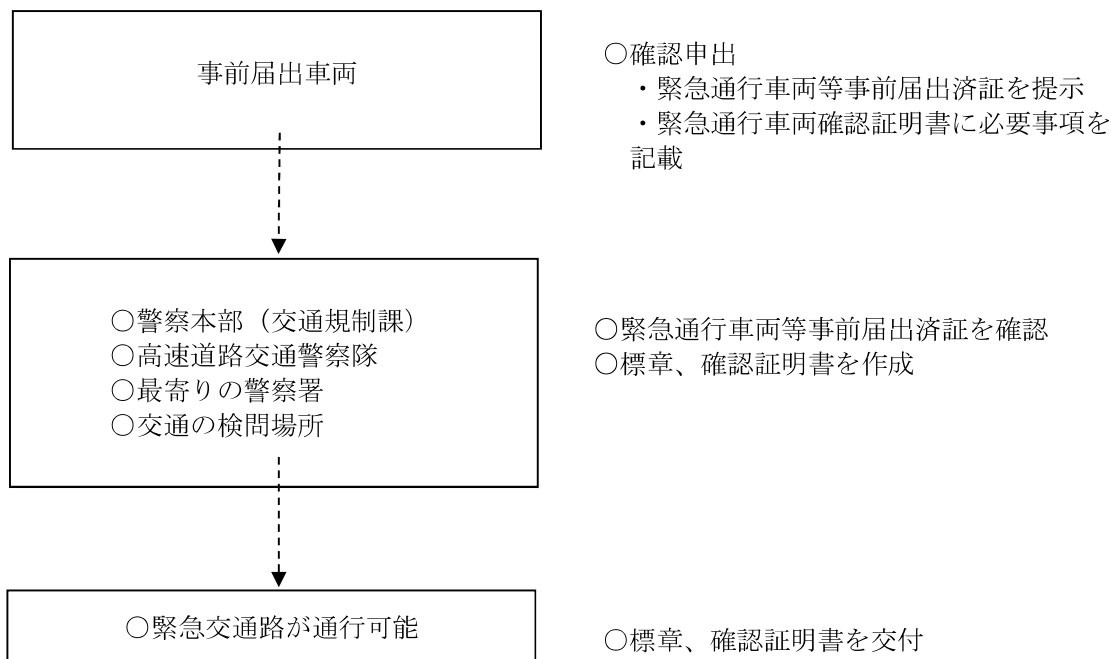 事前届出車両
○確認申出
・緊急通行車両等事前届出済証を提示
・緊急通行車両確認証明書に必要事項を
記載
○警察本部（交通規制課）
○高速道路交通警察隊
○最寄りの警察署
○交通の検問場所
○緊急通行車両等事前届出済証を確認
○標章、確認証明書を作成
○緊急交通路が通行可能
○標章、確認証明書を交付